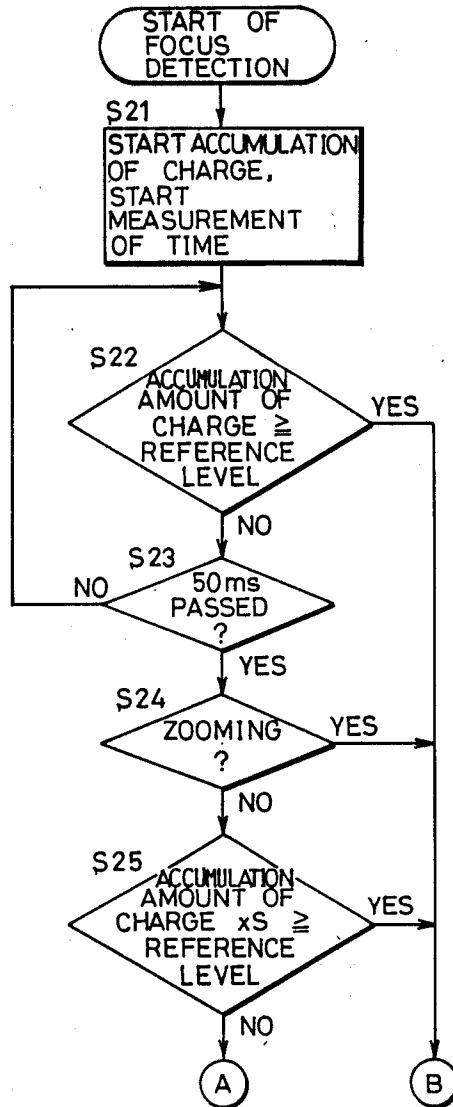 START OF
FOCUS
DETECTION
S21
START ACCUMULATION
OF CHARGE,
START
MEASUREMENT
OF TIME
S22
ACCUMULATION
AMOUNT OF
CHARGE ≧
REFERENCE
LEVEL
YES
NO
S23
NO
50ms
PASSED
?
YES
S24
ZOOMING
?
YES
NO
S25
ACCUMULATION
AMOUNT OF
CHARGE xS ≧
REFERENCE
LEVEL
YES
NO
A
B